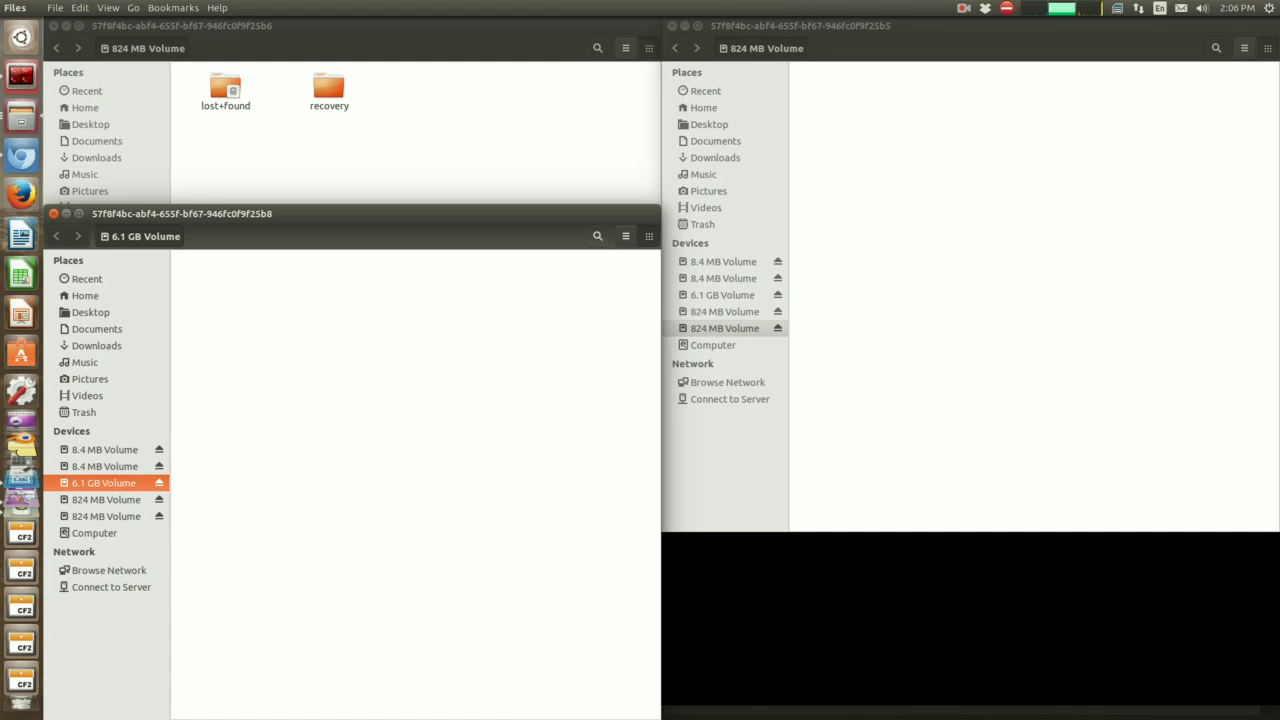 Files File Edit View Go Bookmarks Help En 2:06 PM
57f8f4bc-abf4-655f-bf67-946fc0f9f25b6
824 MB Volume
Places
Recent
Home
Desktop
Documents
Downloads
Music
Pictures
lost+found
recovery
57f8f4bc-abf4-655f-bf67-946fc0f9f25b5
824 MB Volume
Places
Recent
Home
Desktop
Documents
Downloads
Music
Pictures
Videos
Trash
Devices
8.4 MB Volume
8.4 MB Volume
6.1 GB Volume
824 MB Volume
824 MB Volume
Computer
Network
Browse Network
Connect to Server
57f8f4bc-abf4-655f-bf67-946fc0f9f25b8
6.1 GB Volume
Places
Recent
Home
Desktop
Documents
Downloads
Music
Pictures
Videos
Trash
Devices
8.4 MB Volume
8.4 MB Volume
6.1 GB Volume
824 MB Volume
824 MB Volume
Computer
Network
Browse Network
Connect to Server
CF2
CF2
CF2
CF2
CF2